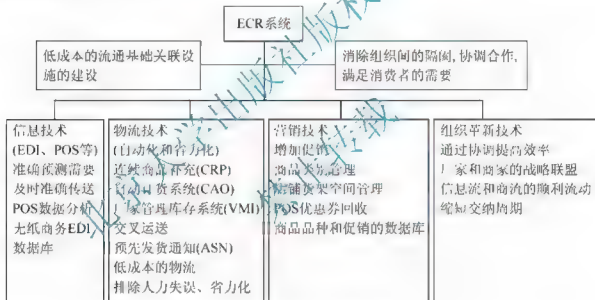 ECR系统
低成本的流通基础关联设
施的建设
消除组织间的隔阂,协调合作,
满足消费者的需要
信息技术
(EDI、POS等)
准确预测需要
及时准确传送
POS数据分析
无纸商务EDI
数据库
物流技术
(自动化和省力化)
连续商品补充(CRP)
自动订货系统(CAO)
厂家管理库存系统(VMI)
交叉运送
预先发货通知(ASN)
低成本的物流
排除人力失误、省力化
营销技术
增加促销
商品类别管理
店铺货架空间管理
POS优惠券回收
商品品种和促销的数据库
组织革新技术
通过协调提高效率
厂家和商家的战略联盟
信息流和商流的顺利流动
缩短交纳周期
北京大学出版社版权